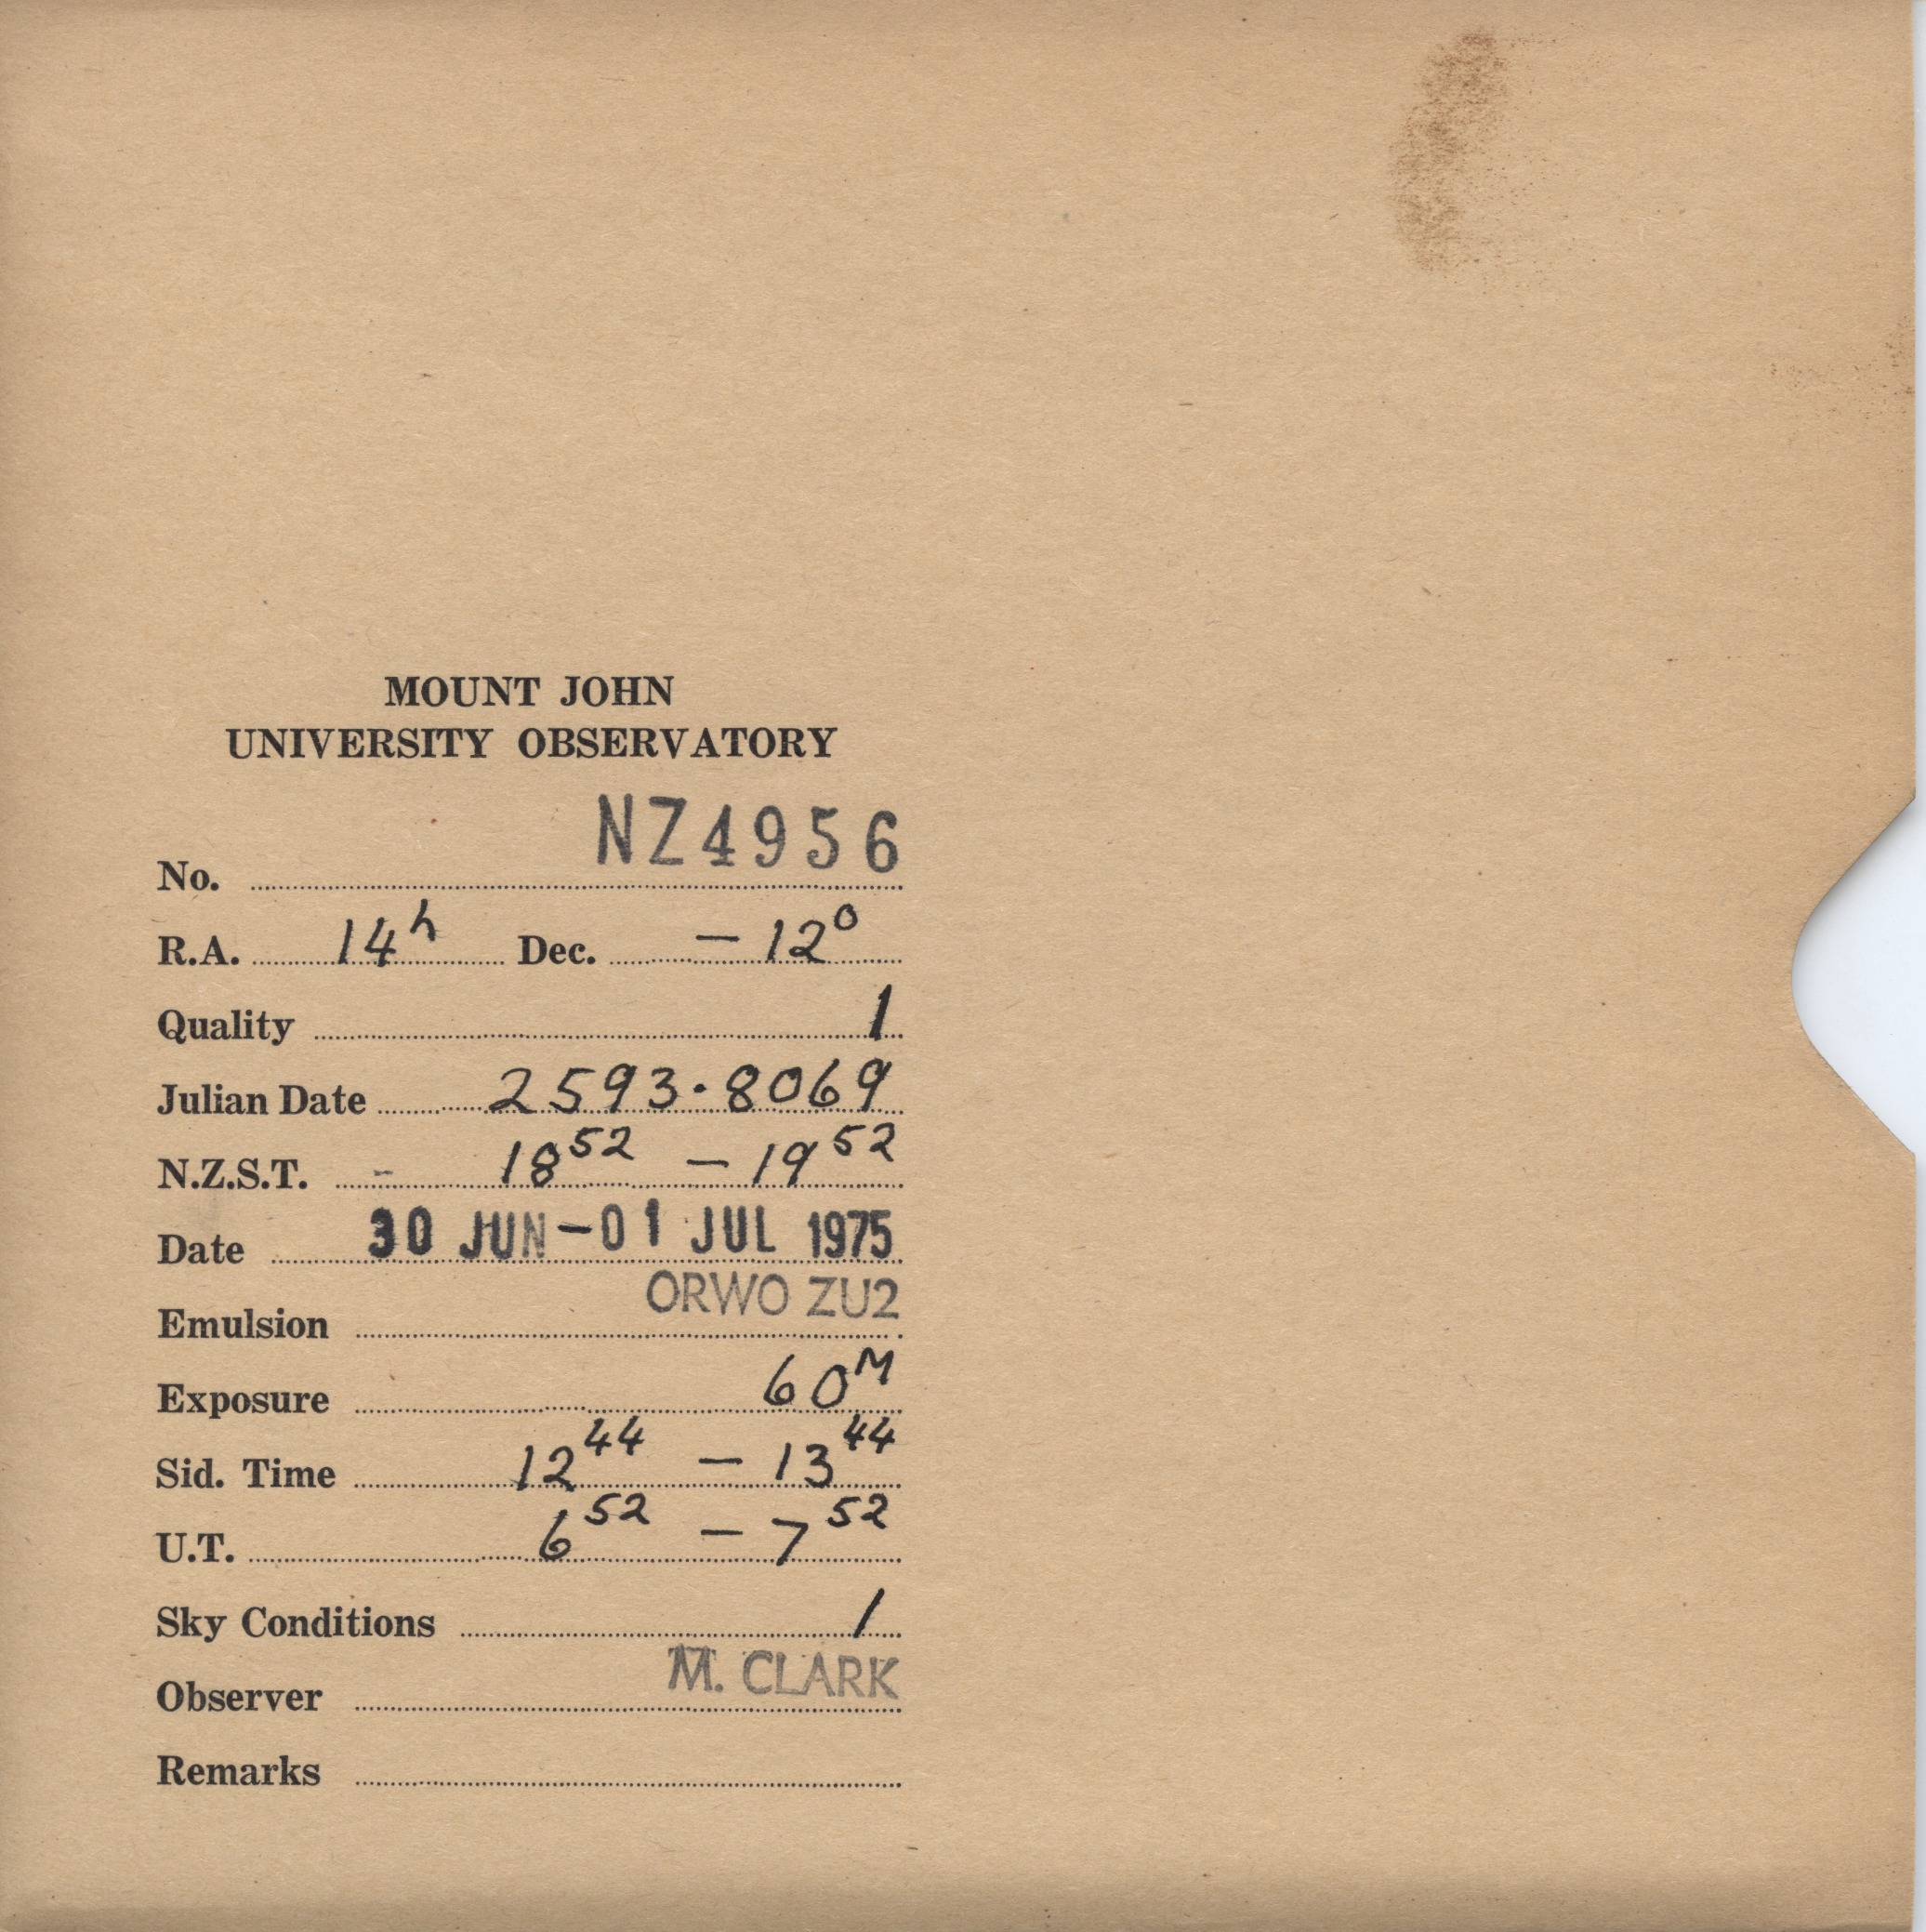 MOUNT JOHN
UNIVERSITY OBSERVATORY
No. NZ4956
R.A. 14h Dec. – 12°
Quality 1
Julian Date 2593·8069
N.Z.S.T. - 18 52 – 19 52
Date 30 JUN–01 JUL 1975
Emulsion ORWO ZU2
Exposure 60M
Sid. Time 12 44 – 13 44
U.T. 6 52 – 7 52
Sky Conditions 1
Observer M. CLARK
Remarks